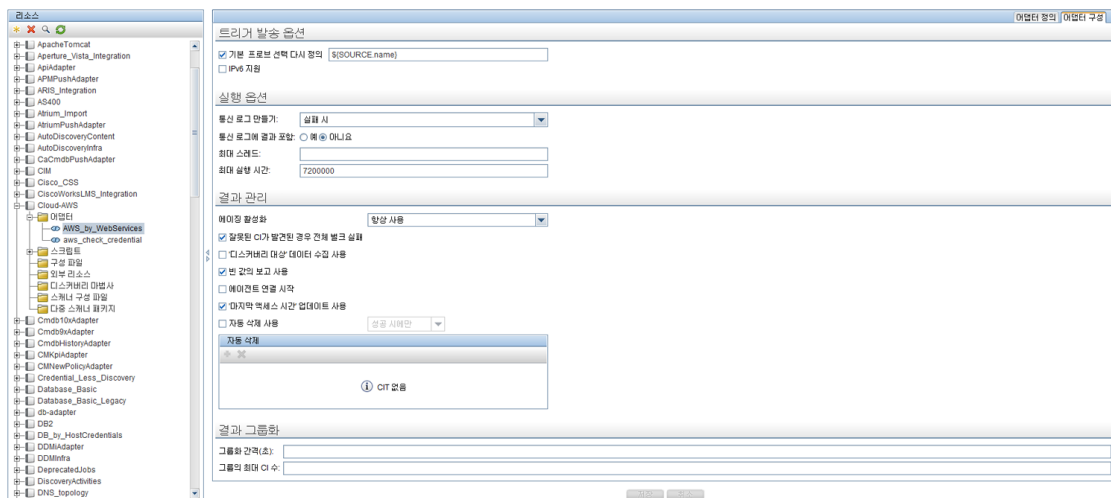 리소스
ApacheTomcat
Aperture_Vista_Integration
ApiAdapter
APMPushAdapter
ARIS_Integration
AS400
Atrium_Import
AtriumPushAdapter
AutoDiscoveryContent
AutoDiscoveryInfra
CaCmdbPushAdapter
CIM
Cisco_CSS
CiscoWorksLMS_Integration
Cloud-AWS
어댑터
AWS_by_WebServices
aws_check_credential
스크립트
구성 파일
외부 리소스
디스커버리 마법사
스캐너 구성 파일
다중 스캐너 패키지
Cmdb10xAdapter
Cmdb9xAdapter
CmdbHistoryAdapter
CMKpiAdapter
CMNewPolicyAdapter
Credential_Less_Discovery
Database_Basic
Database_Basic_Legacy
db-adapter
DB2
DB_by_HostCredentials
DDMiAdapter
DDMInfra
DeprecatedJobs
DiscoveryActivities
DNS_topology
어댑터 정의 어댑터 구성
트리거 발송 옵션
기본 프로브 선택 다시 정의 ${SOURCE.name}
IPv6 지원
실행 옵션
통신 로그 만들기: 실패 시
통신 로그에 결과 포함: 예 아니요
최대 스레드:
최대 실행 시간: 7200000
결과 관리
에이징 활성화 항상 사용
잘못된 CI가 발견된 경우 전체 벌크 실패
'디스커버리 대상' 데이터 수집 사용
빈 값의 보고 사용
에이전트 연결 시작
'마지막 액세스 시간' 업데이트 사용
자동 삭제 사용 성공 시에만
자동 삭제
CIT 없음
결과 그룹화
그룹화 간격(초):
그룹의 최대 CI 수: